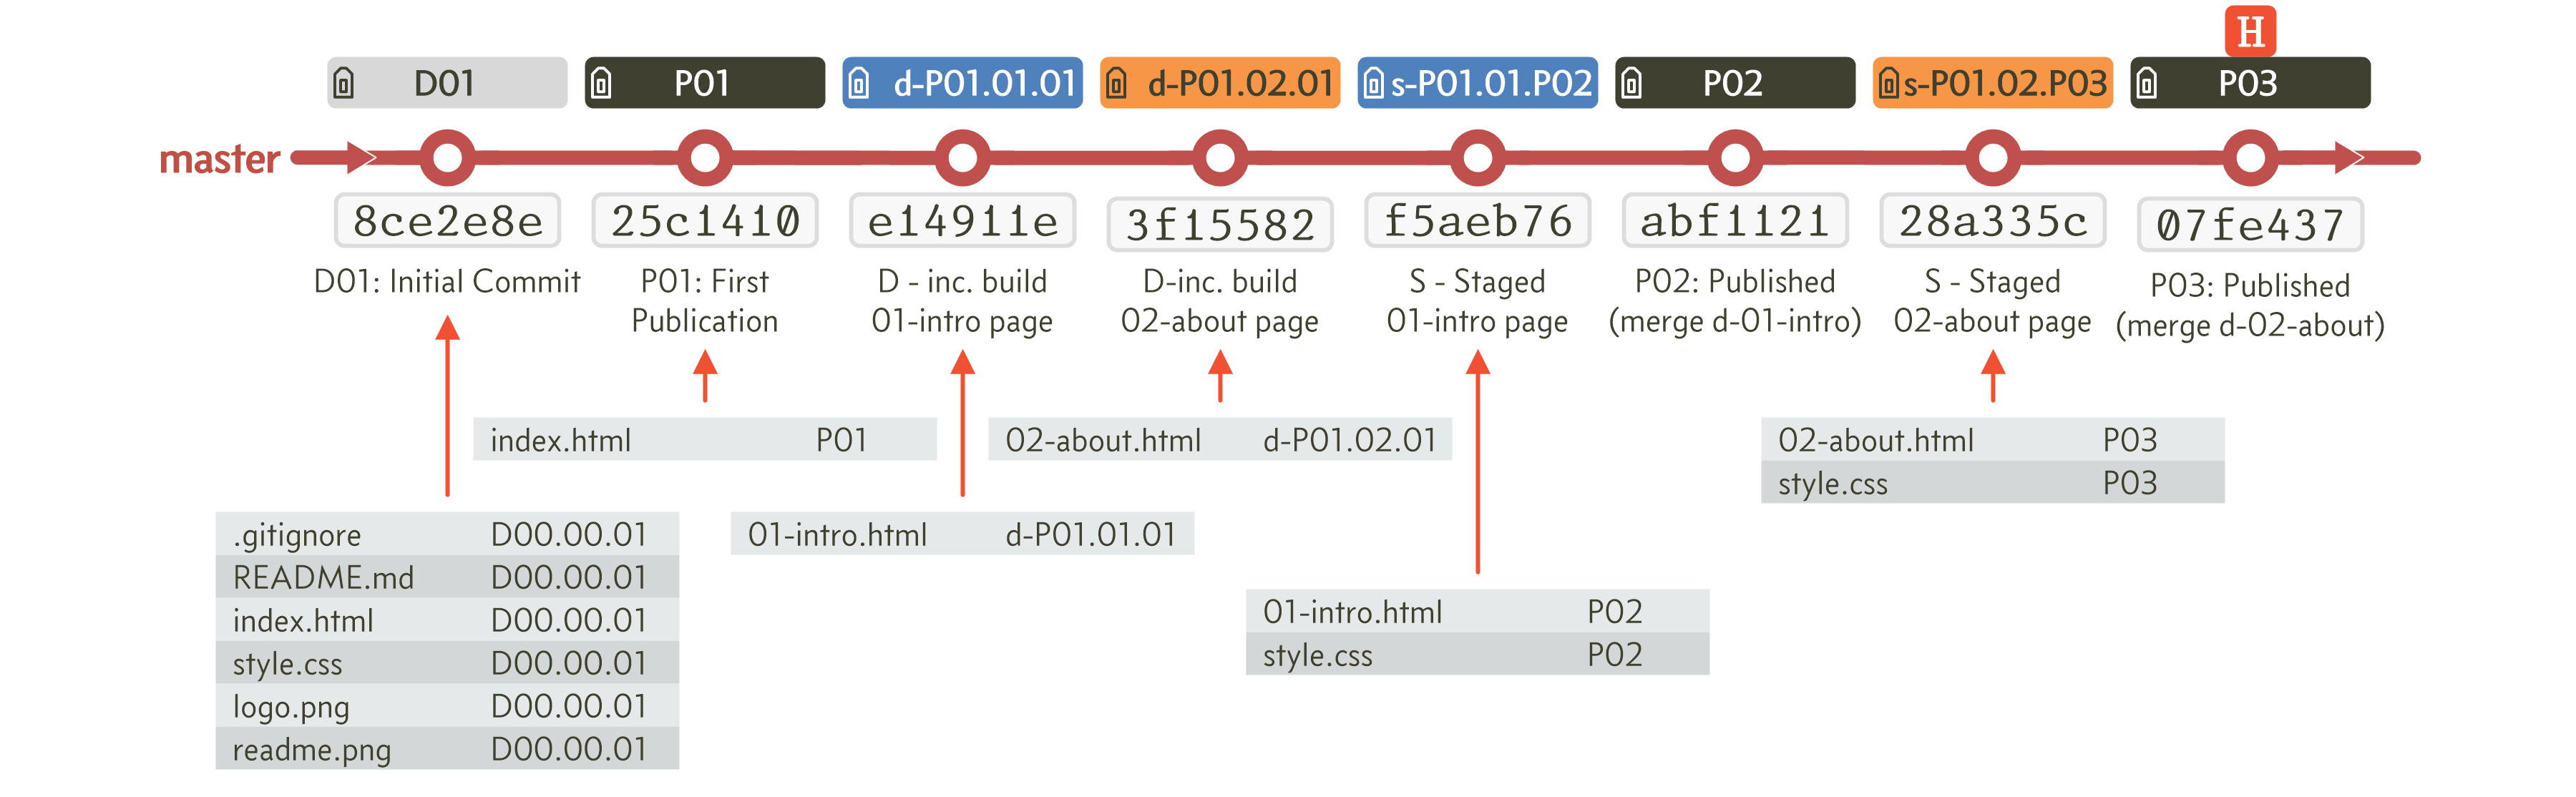 H
D01 P01 d-P01.01.01 d-P01.02.01 s-P01.01.P02 P02 s-P01.02.P03 P03
master
8ce2e8e 25c1410 e14911e 3f15582 f5aeb76 abf1121 28a335c 07fe437
D01: Initial Commit
P01: First
Publication
D - inc. build
01-intro page
D-inc. build
02-about page
S - Staged
01-intro page
P02: Published
(merge d-01-intro)
S - Staged
02-about page
P03: Published
(merge d-02-about)
index.html P01
02-about.html d-P01.02.01
02-about.html P03
style.css P03
.gitignore D00.00.01
README.md D00.00.01
index.html D00.00.01
style.css D00.00.01
logo.png D00.00.01
readme.png D00.00.01
01-intro.html d-P01.01.01
01-intro.html P02
style.css P02